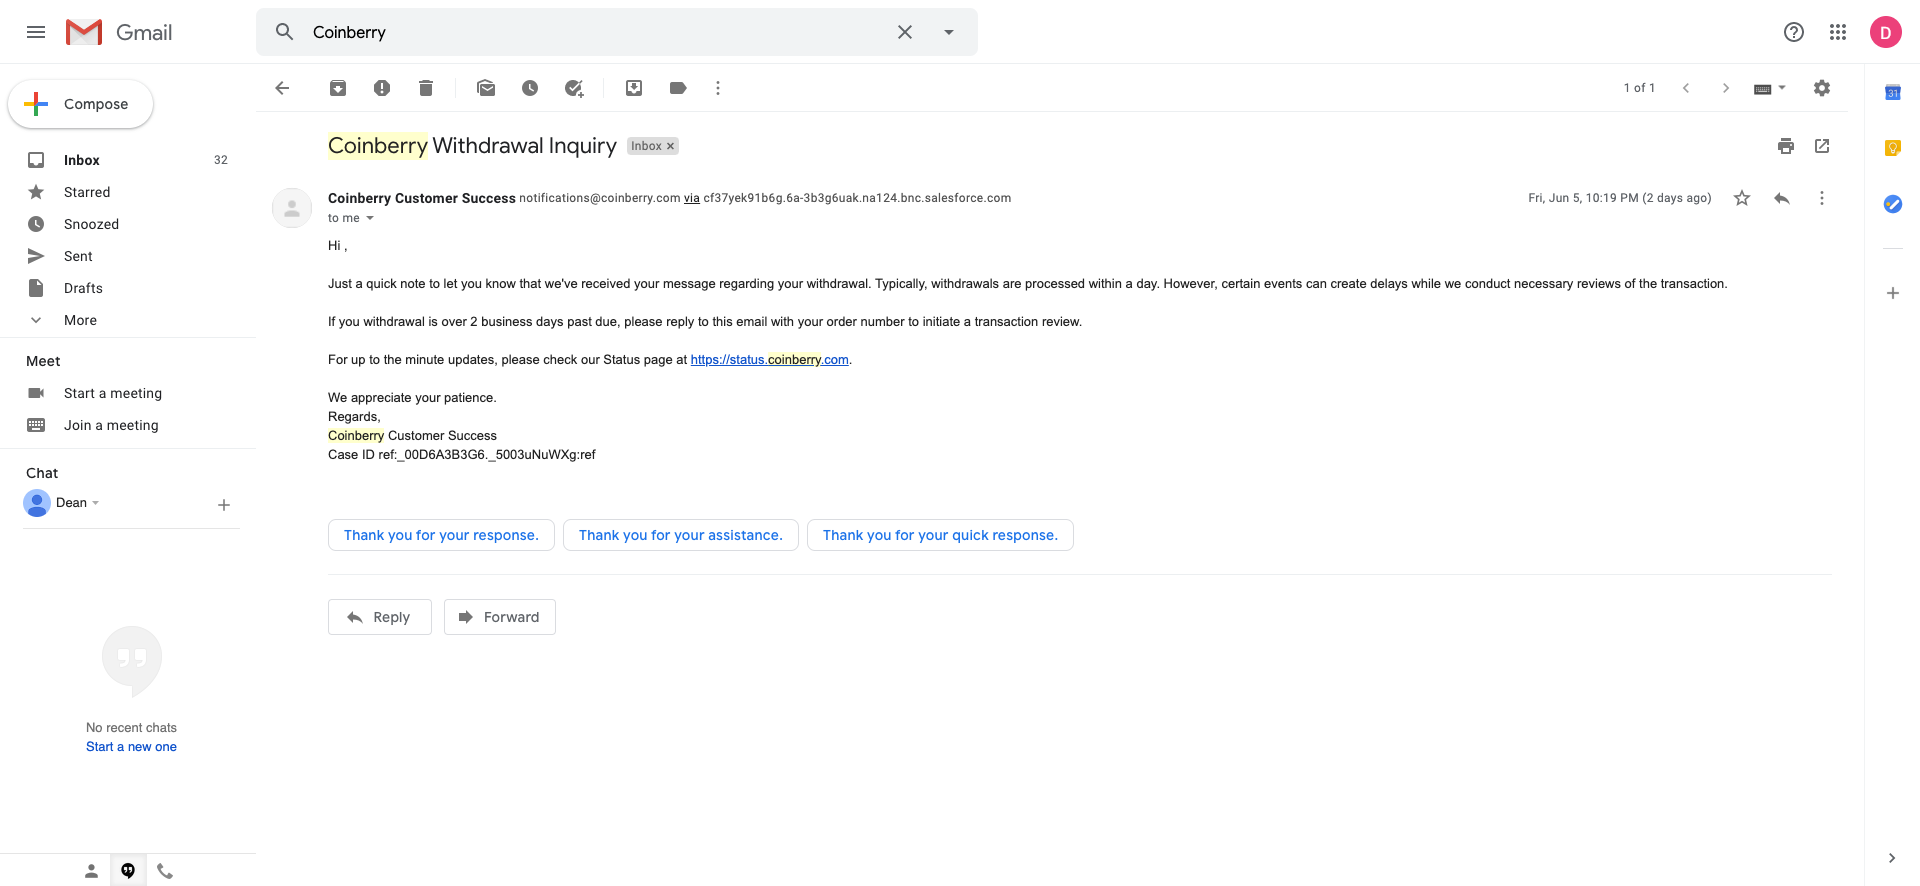 Gmail
Coinberry
D
Compose
1 of 1
31
Coinberry Withdrawal Inquiry Inbox x
Inbox 32
Starred
Snoozed
Sent
Drafts
More
Coinberry Customer Success notifications@coinberry.com via cf37yek91b6g.6a-3b3g6uak.na124.bnc.salesforce.com Fri, Jun 5, 10:19 PM (2 days ago)
to me
Hi ,
Just a quick note to let you know that we've received your message regarding your withdrawal. Typically, withdrawals are processed within a day. However, certain events can create delays while we conduct necessary reviews of the transaction.
If you withdrawal is over 2 business days past due, please reply to this email with your order number to initiate a transaction review.
For up to the minute updates, please check our Status page at https://status.coinberry.com.
We appreciate your patience.
Regards,
Coinberry Customer Success
Case ID ref:_00D6A3B3G6._5003uNuWXg:ref
Meet
Start a meeting
Join a meeting
Chat
Dean
Thank you for your response. Thank you for your assistance. Thank you for your quick response.
Reply Forward
No recent chats
Start a new one